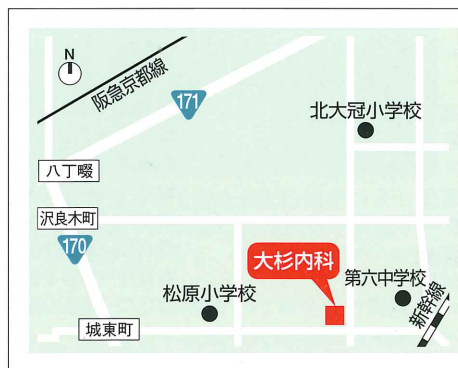 N
阪急京都線
171
北大冠小学校
八丁畷
沢良木町
170
大杉内科
松原小学校
第六中学校
新幹線
城東町